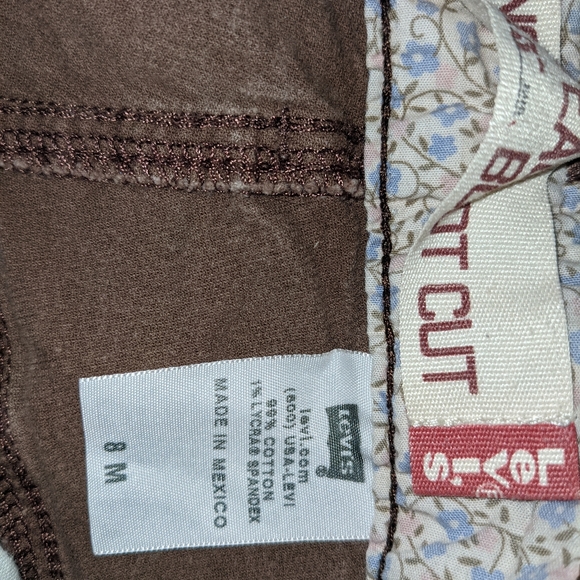 BOOT CUT
Levi's
Levi's
®
levi.com
(800) USA-LEVI
99% COTTON
1% LYCRA® SPANDEX
MADE IN MEXICO
8 M